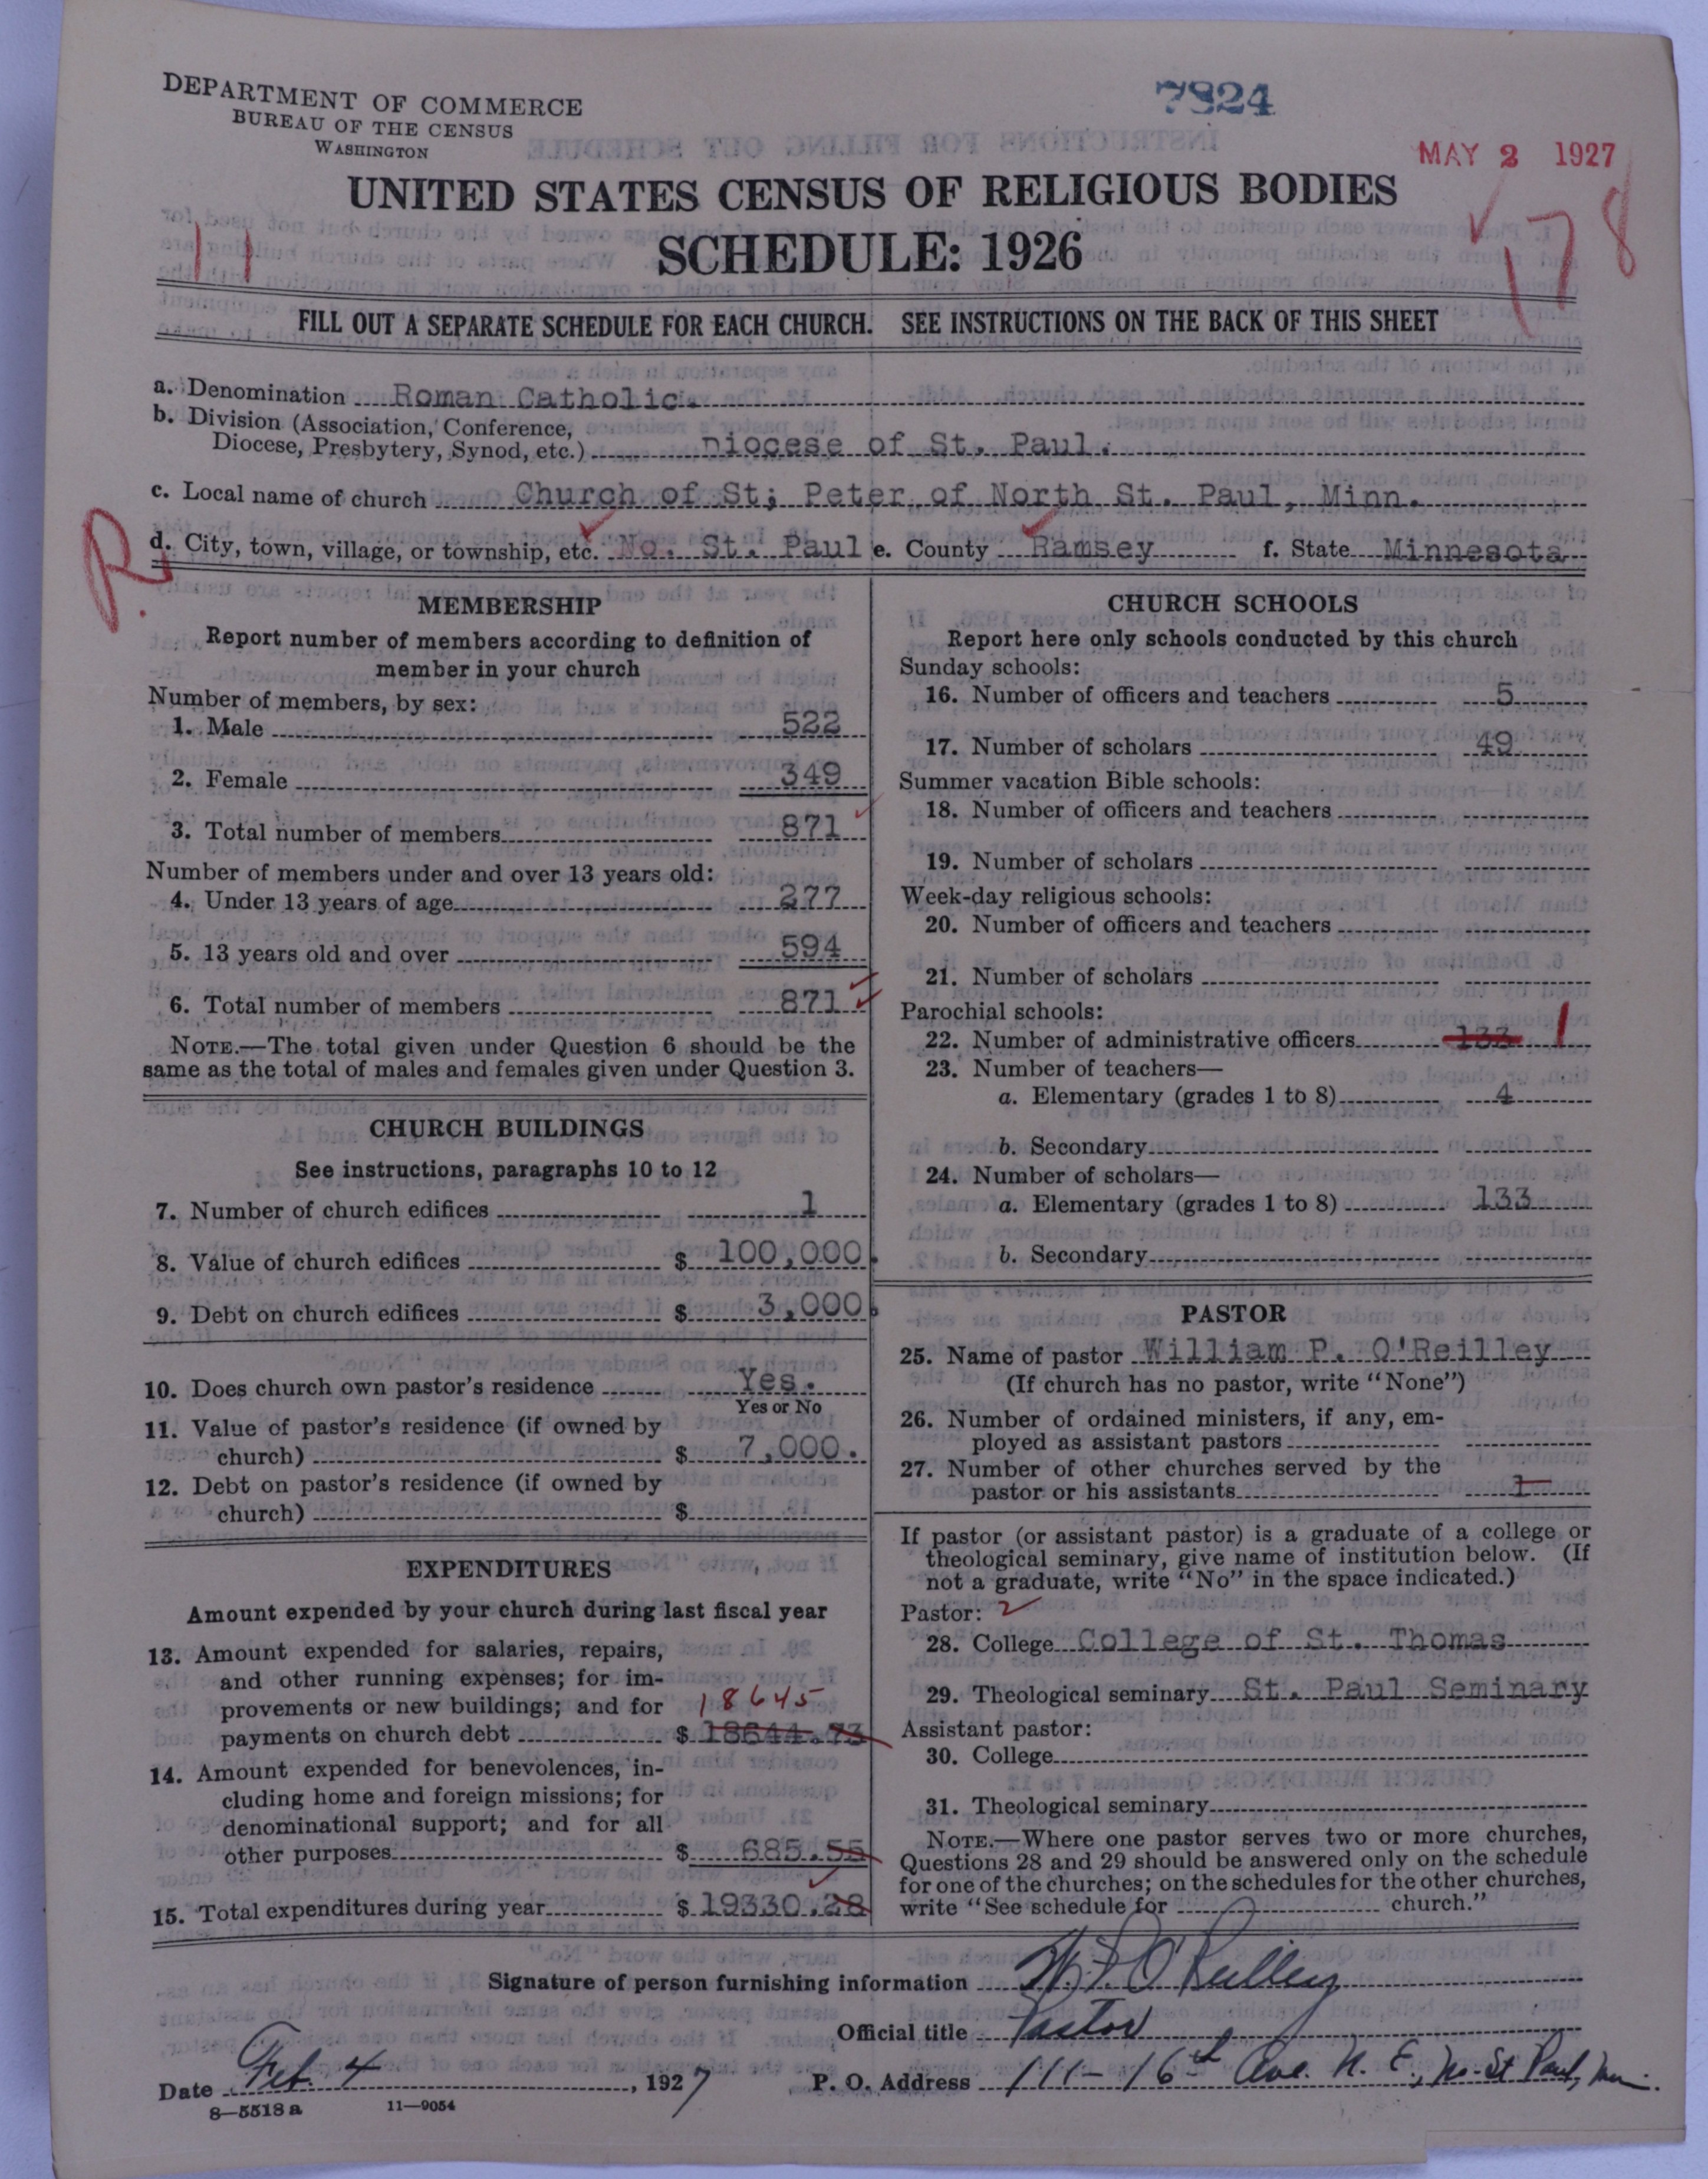 DEPARTMENT OF COMMERCE
BUREAU OF THE CENSUS
WASHINGTON
7824
MAY 2 1927
UNITED STATES CENSUS OF RELIGIOUS BODIES
SCHEDULE: 1926
11
178
FILL OUT A SEPARATE SCHEDULE FOR EACH CHURCH. SEE INSTRUCTIONS ON THE BACK OF THIS SHEET
a. Denomination Roman Catholic.
b. Division (Association, Conference,
Diocese, Presbytery, Synod, etc.) Diocese of St. Paul.
c. Local name of church Church of St; Peter of North St. Paul, Minn.
R
d. City, town, village, or township, etc. No. St. Paul e. County Ramsey f. State Minnesota
MEMBERSHIP
Report number of members according to definition of
member in your church
Number of members, by sex:
1. Male 522
2. Female 349
3. Total number of members 871
Number of members under and over 13 years old:
4. Under 13 years of age 277
5. 13 years old and over 594
6. Total number of members 871
NOTE.—The total given under Question 6 should be the
same as the total of males and females given under Question 3.
CHURCH BUILDINGS
See instructions, paragraphs 10 to 12
7. Number of church edifices 1
8. Value of church edifices $ 100,000.
9. Debt on church edifices $ 3,000.
10. Does church own pastor's residence Yes.
Yes or No
11. Value of pastor's residence (if owned by
church) $ 7,000.
12. Debt on pastor's residence (if owned by
church) $
EXPENDITURES
Amount expended by your church during last fiscal year
13. Amount expended for salaries, repairs,
and other running expenses; for im-
provements or new buildings; and for 18645
payments on church debt $ 18644.73
14. Amount expended for benevolences, in-
cluding home and foreign missions; for
denominational support; and for all
other purposes $ 685.55
15. Total expenditures during year $ 19330.28
CHURCH SCHOOLS
Report here only schools conducted by this church
Sunday schools:
16. Number of officers and teachers 5
17. Number of scholars 49
Summer vacation Bible schools:
18. Number of officers and teachers
19. Number of scholars
Week-day religious schools:
20. Number of officers and teachers
21. Number of scholars
Parochial schools:
22. Number of administrative officers 133 1
23. Number of teachers—
a. Elementary (grades 1 to 8) 4
b. Secondary
24. Number of scholars—
a. Elementary (grades 1 to 8) 133
b. Secondary
PASTOR
25. Name of pastor William P. O'Reilley
(If church has no pastor, write "None")
26. Number of ordained ministers, if any, em-
ployed as assistant pastors
27. Number of other churches served by the
pastor or his assistants 1
If pastor (or assistant pastor) is a graduate of a college or
theological seminary, give name of institution below. (If
not a graduate, write "No" in the space indicated.)
Pastor: 2
28. College College of St. Thomas
29. Theological seminary St. Paul Seminary
Assistant pastor:
30. College
31. Theological seminary
NOTE.—Where one pastor serves two or more churches,
Questions 28 and 29 should be answered only on the schedule
for one of the churches; on the schedules for the other churches,
write "See schedule for church."
Signature of person furnishing information W. P. O'Reilley
Official title Pastor
Date Feb. 4, 1927 P. O. Address 111- 16th Ave. N. E., No. St Paul, Minn.
8—5518 a 11—9054